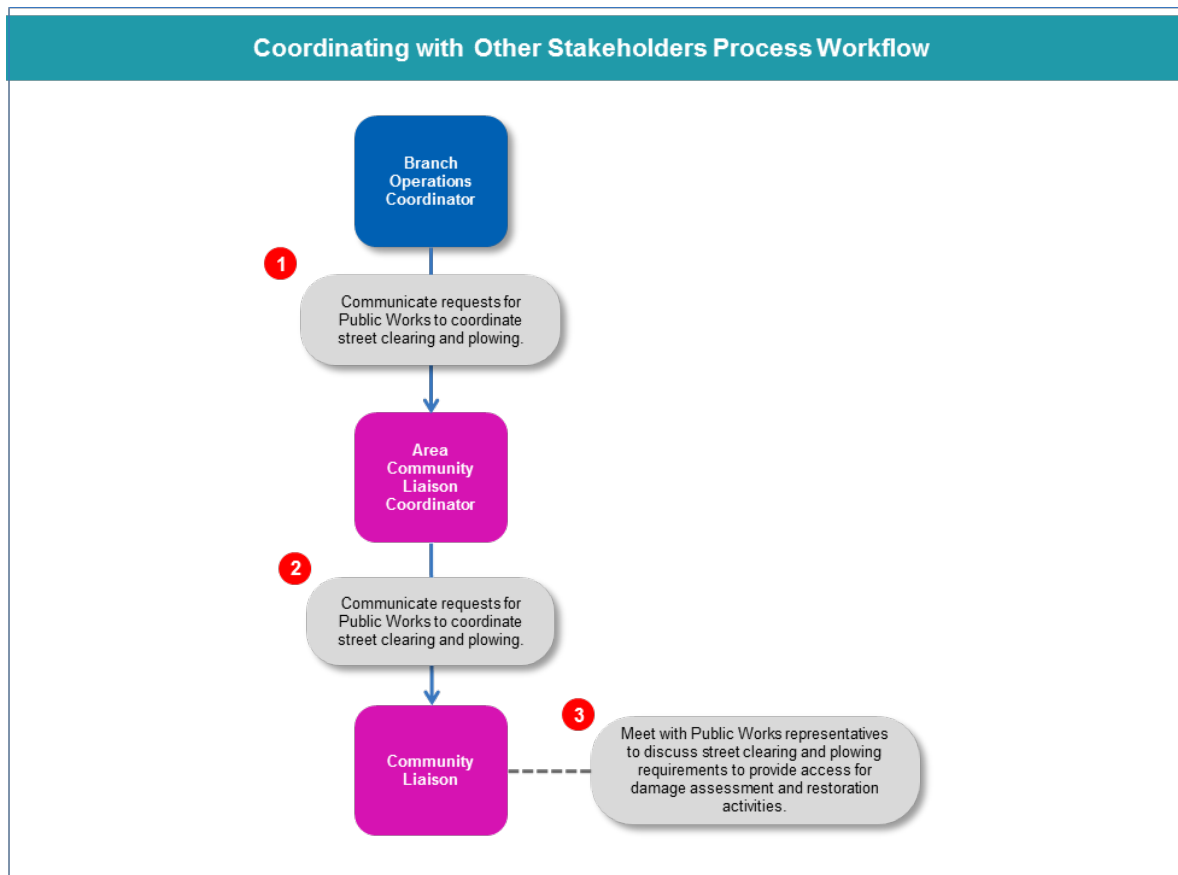 Coordinating with Other Stakeholders Process Workflow
Branch
Operations
Coordinator
1
Communicate requests for
Public Works to coordinate
street clearing and plowing.
Area
Community
Liaison
Coordinator
2
Communicate requests for
Public Works to coordinate
street clearing and plowing.
Community
Liaison
3
Meet with Public Works representatives
to discuss street clearing and plowing
requirements to provide access for
damage assessment and restoration
activities.